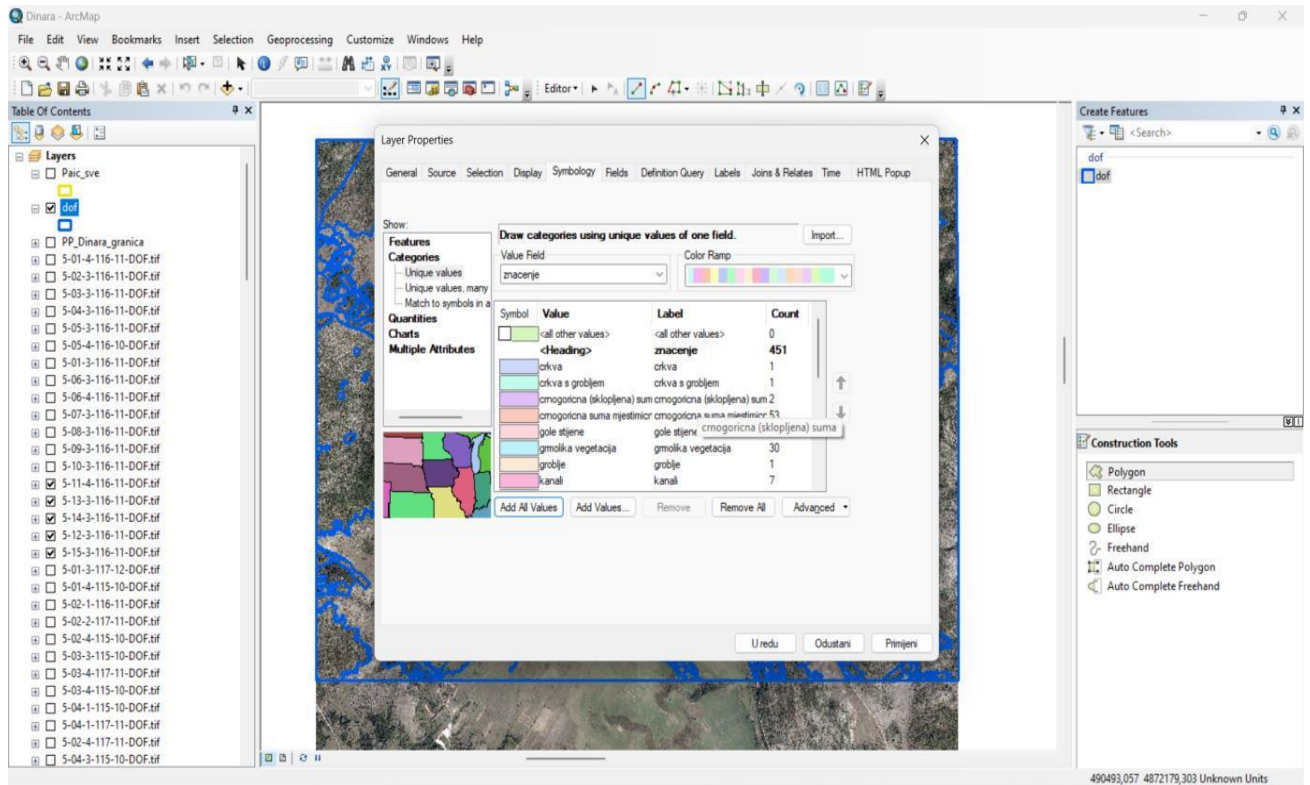 Dinara - ArcMap
File Edit View Bookmarks Insert Selection Geoprocessing Customize Windows Help
Editor
Table Of Contents
Layers
Paic_sve
dof
PP_Dinara_granica
5-01-4-116-11-DOF.tif
5-02-3-116-11-DOF.tif
5-03-3-116-11-DOF.tif
5-04-3-116-11-DOF.tif
5-05-3-116-11-DOF.tif
5-05-4-116-10-DOF.tif
5-01-3-116-11-DOF.tif
5-06-3-116-11-DOF.tif
5-06-4-116-11-DOF.tif
5-07-3-116-11-DOF.tif
5-08-3-116-11-DOF.tif
5-09-3-116-11-DOF.tif
5-10-3-116-11-DOF.tif
5-11-4-116-11-DOF.tif
5-13-3-116-11-DOF.tif
5-14-3-116-11-DOF.tif
5-12-3-116-11-DOF.tif
5-15-3-116-11-DOF.tif
5-01-3-117-12-DOF.tif
5-01-4-115-10-DOF.tif
5-02-1-116-11-DOF.tif
5-02-2-117-11-DOF.tif
5-02-4-115-10-DOF.tif
5-03-3-115-10-DOF.tif
5-03-4-117-11-DOF.tif
5-03-4-115-10-DOF.tif
5-04-1-115-10-DOF.tif
5-04-1-117-11-DOF.tif
5-02-4-117-11-DOF.tif
5-04-3-115-10-DOF.tif
Layer Properties
General Source Selection Display Symbology Fields Definition Query Labels Joins & Relates Time HTML Popup
Show:
Features
Categories
Unique values
Unique values, many
Match to symbols in a
Quantities
Charts
Multiple Attributes
Draw categories using unique values of one field.
Import...
Value Field
Color Ramp
znacenje
Symbol Value Label Count
<all other values> <all other values> 0
<Heading> znacenje 451
crkva crkva 1
crkva s grobljem crkva s grobljem 1
crnogoricna (sklopljena) sum crnogoricna (sklopljena) sum 2
crnogoricna suma mjestimicr crnogoricna suma mjestimicr 53
gole stijene gole stijene
crnogoricna (sklopljena) suma
grmolika vegetacija grmolika vegetacija 30
groblje groblje 1
kanali kanali 7
Add All Values Add Values... Remove Remove All Advanced
U redu Odustani Primijeni
Create Features
<Search>
dof
dof
Construction Tools
Polygon
Rectangle
Circle
Ellipse
Freehand
Auto Complete Polygon
Auto Complete Freehand
490493,057 4872179,303 Unknown Units